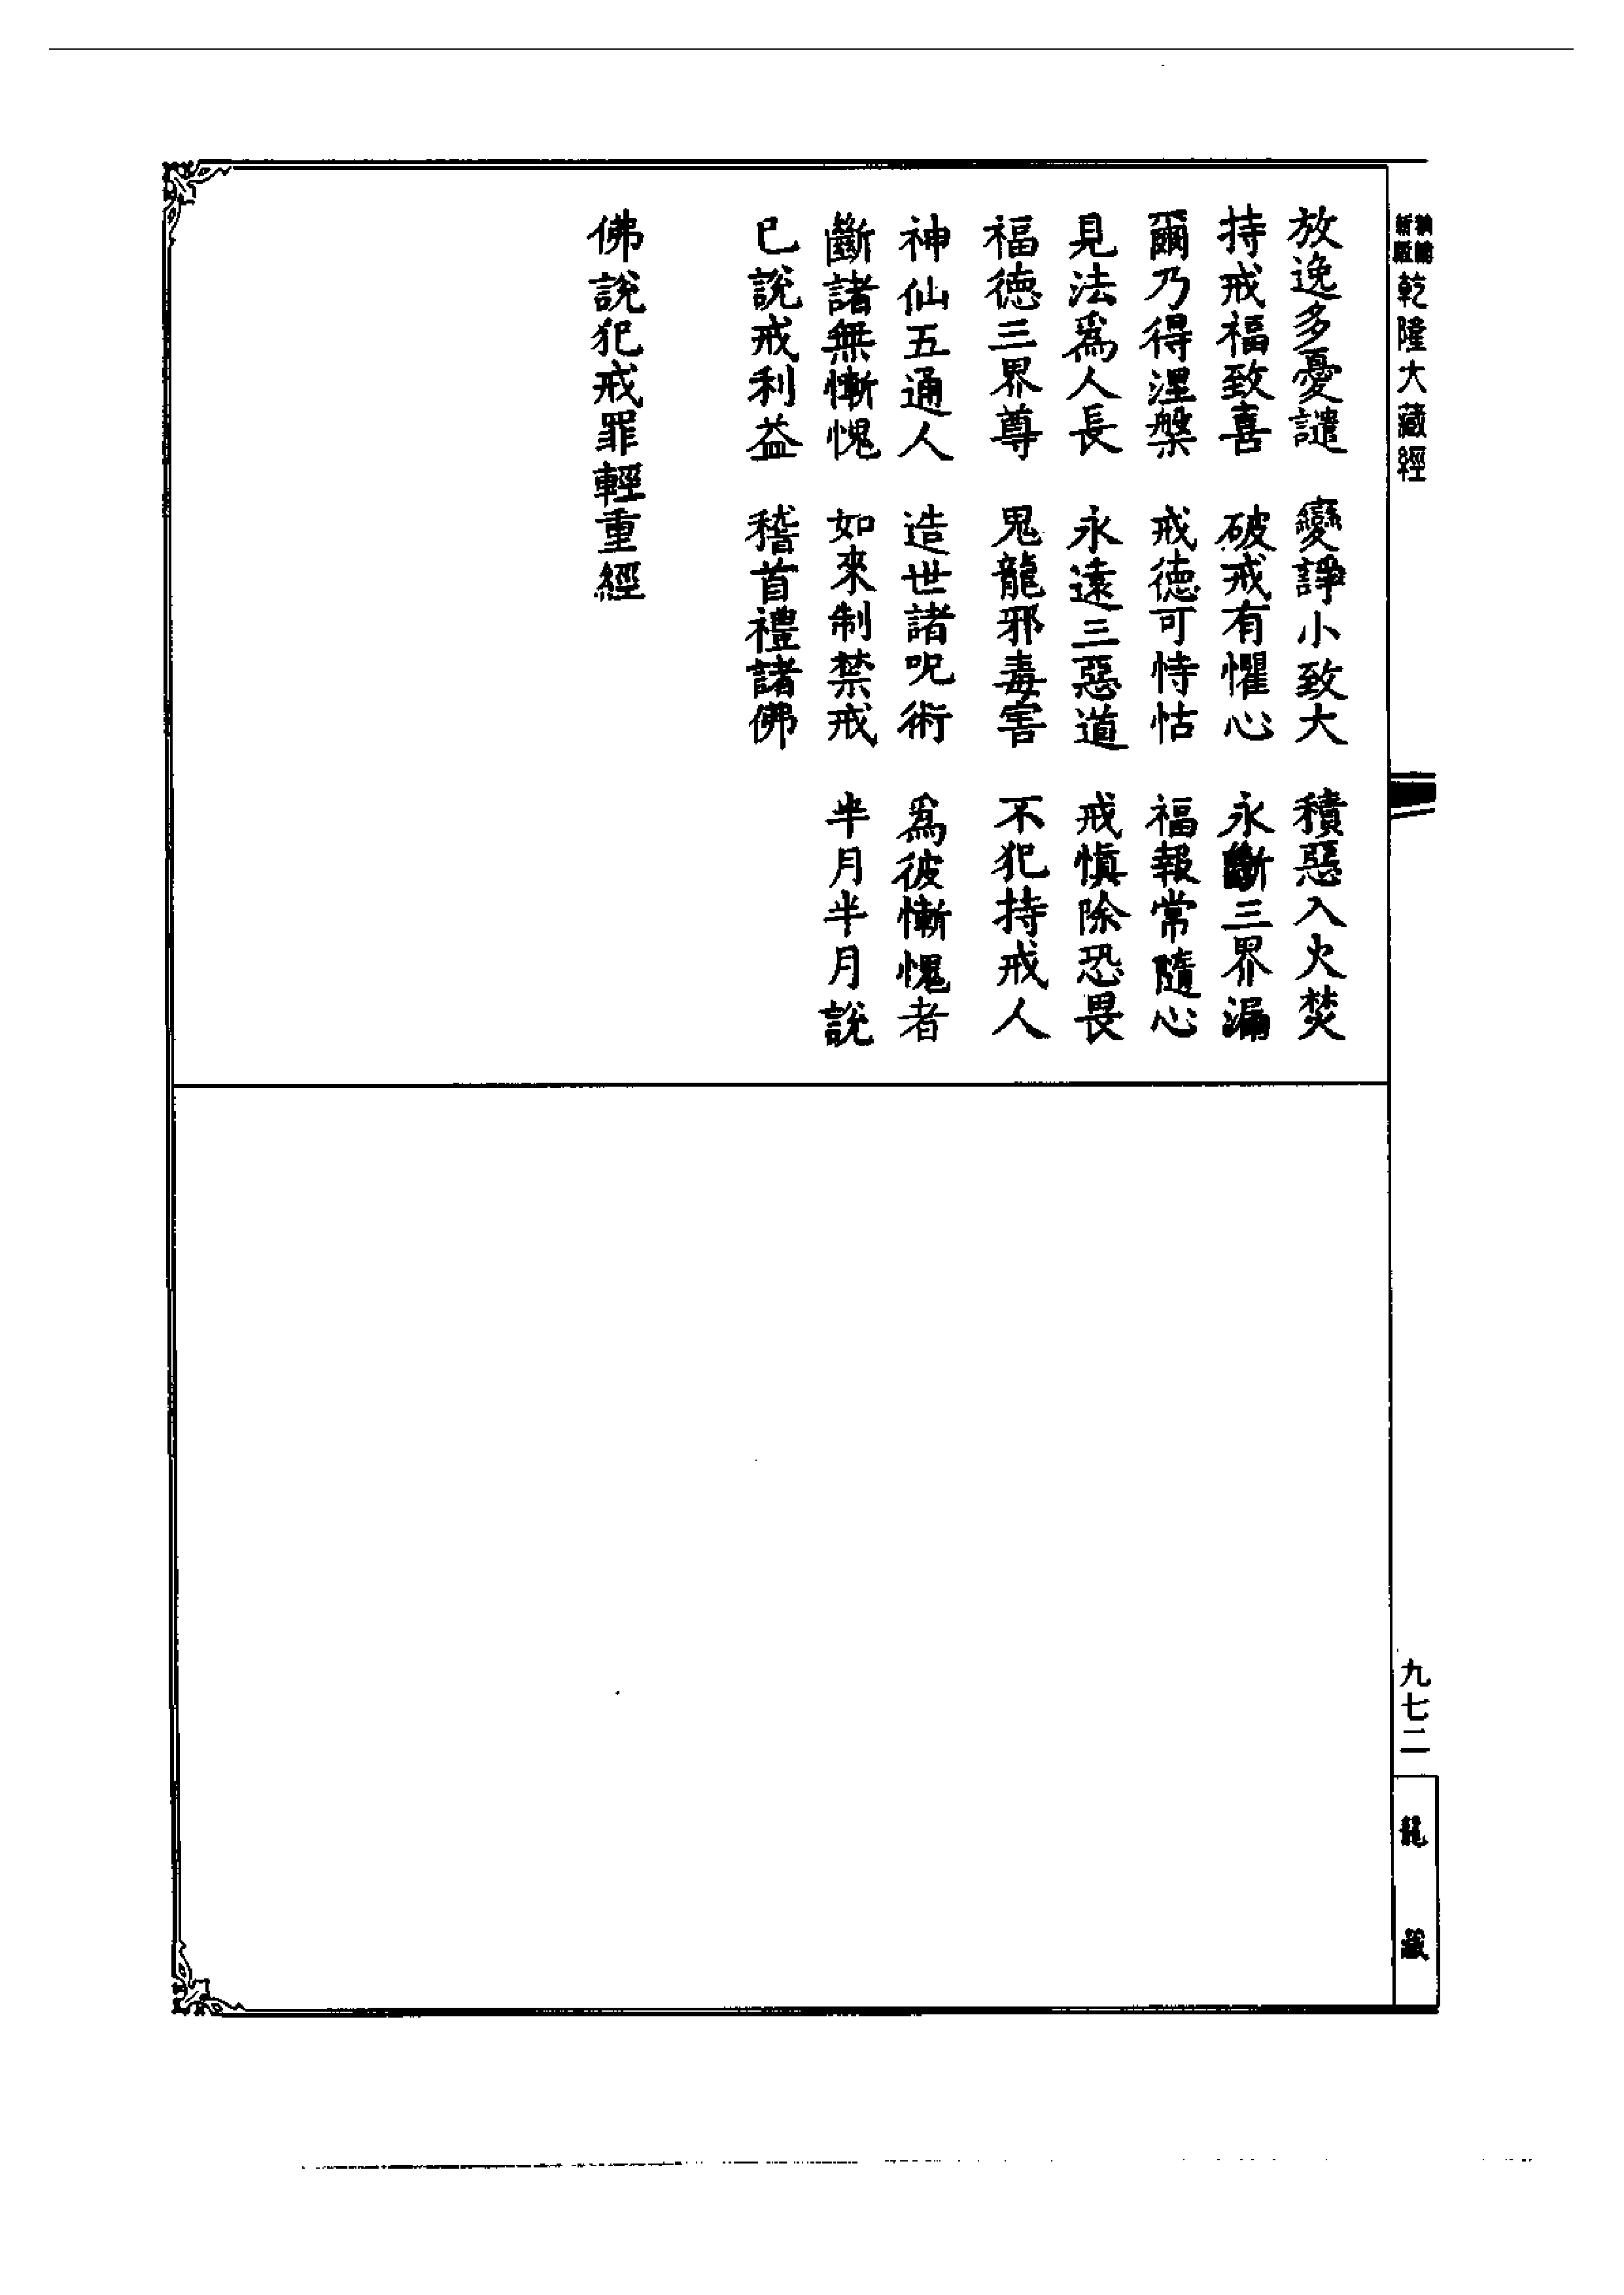 乾隆大藏經
放逸多憂譴　變諍小致大　積惡入火焚
持戒福致喜　破戒有懼心　永斷三界漏
爾乃得涅槃　戒德可恃怙　福報常隨心
見法爲人長　永遠三惡道　戒慎除恐畏
福德三界尊　鬼龍邪毒害　不犯持戒人
神仙五通人　造世諸呪術　爲彼慚愧者
斷諸無慚愧　如來制禁戒　半月半月說
已說戒利益　稽首禮諸佛
佛說犯戒罪輕重經
九七二
龍藏